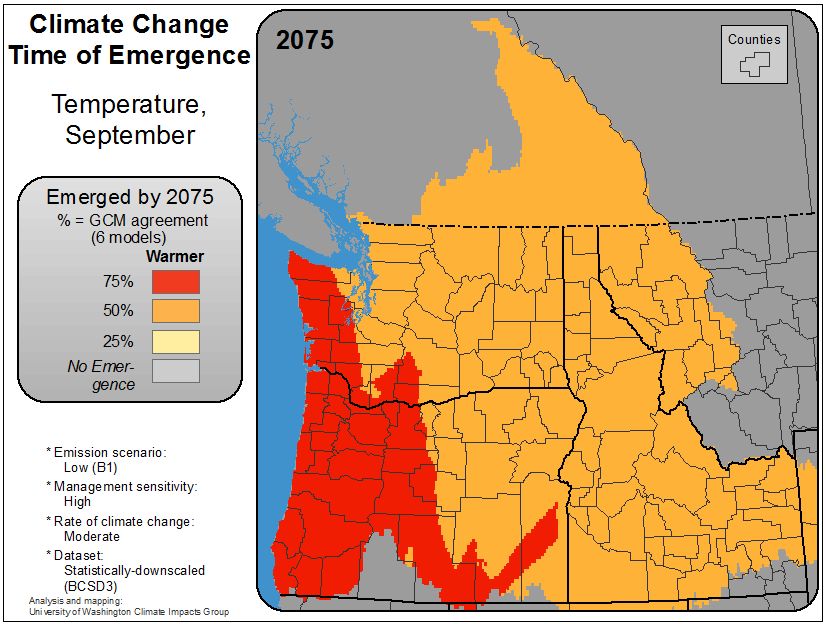 Climate Change
Time of Emergence
Temperature,
September
Emerged by 2075
% = GCM agreement
(6 models)
Warmer
75%
50%
25%
No Emer-
gence
* Emission scenario:
Low (B1)
* Management sensitivity:
High
* Rate of climate change:
Moderate
* Dataset:
Statistically-downscaled
(BCSD3)
Analysis and mapping:
University of Washington Climate Impacts Group
2075
Counties